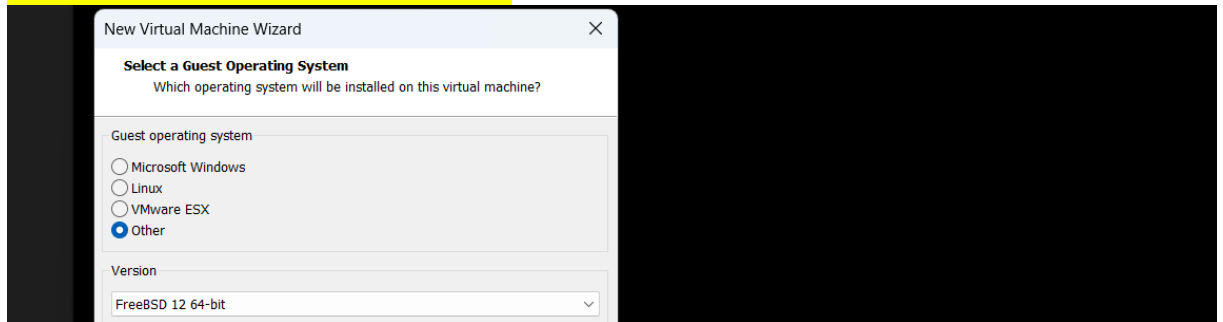 New Virtual Machine Wizard
Select a Guest Operating System
Which operating system will be installed on this virtual machine?
Guest operating system
Microsoft Windows
Linux
VMware ESX
Other
Version
FreeBSD 12 64-bit